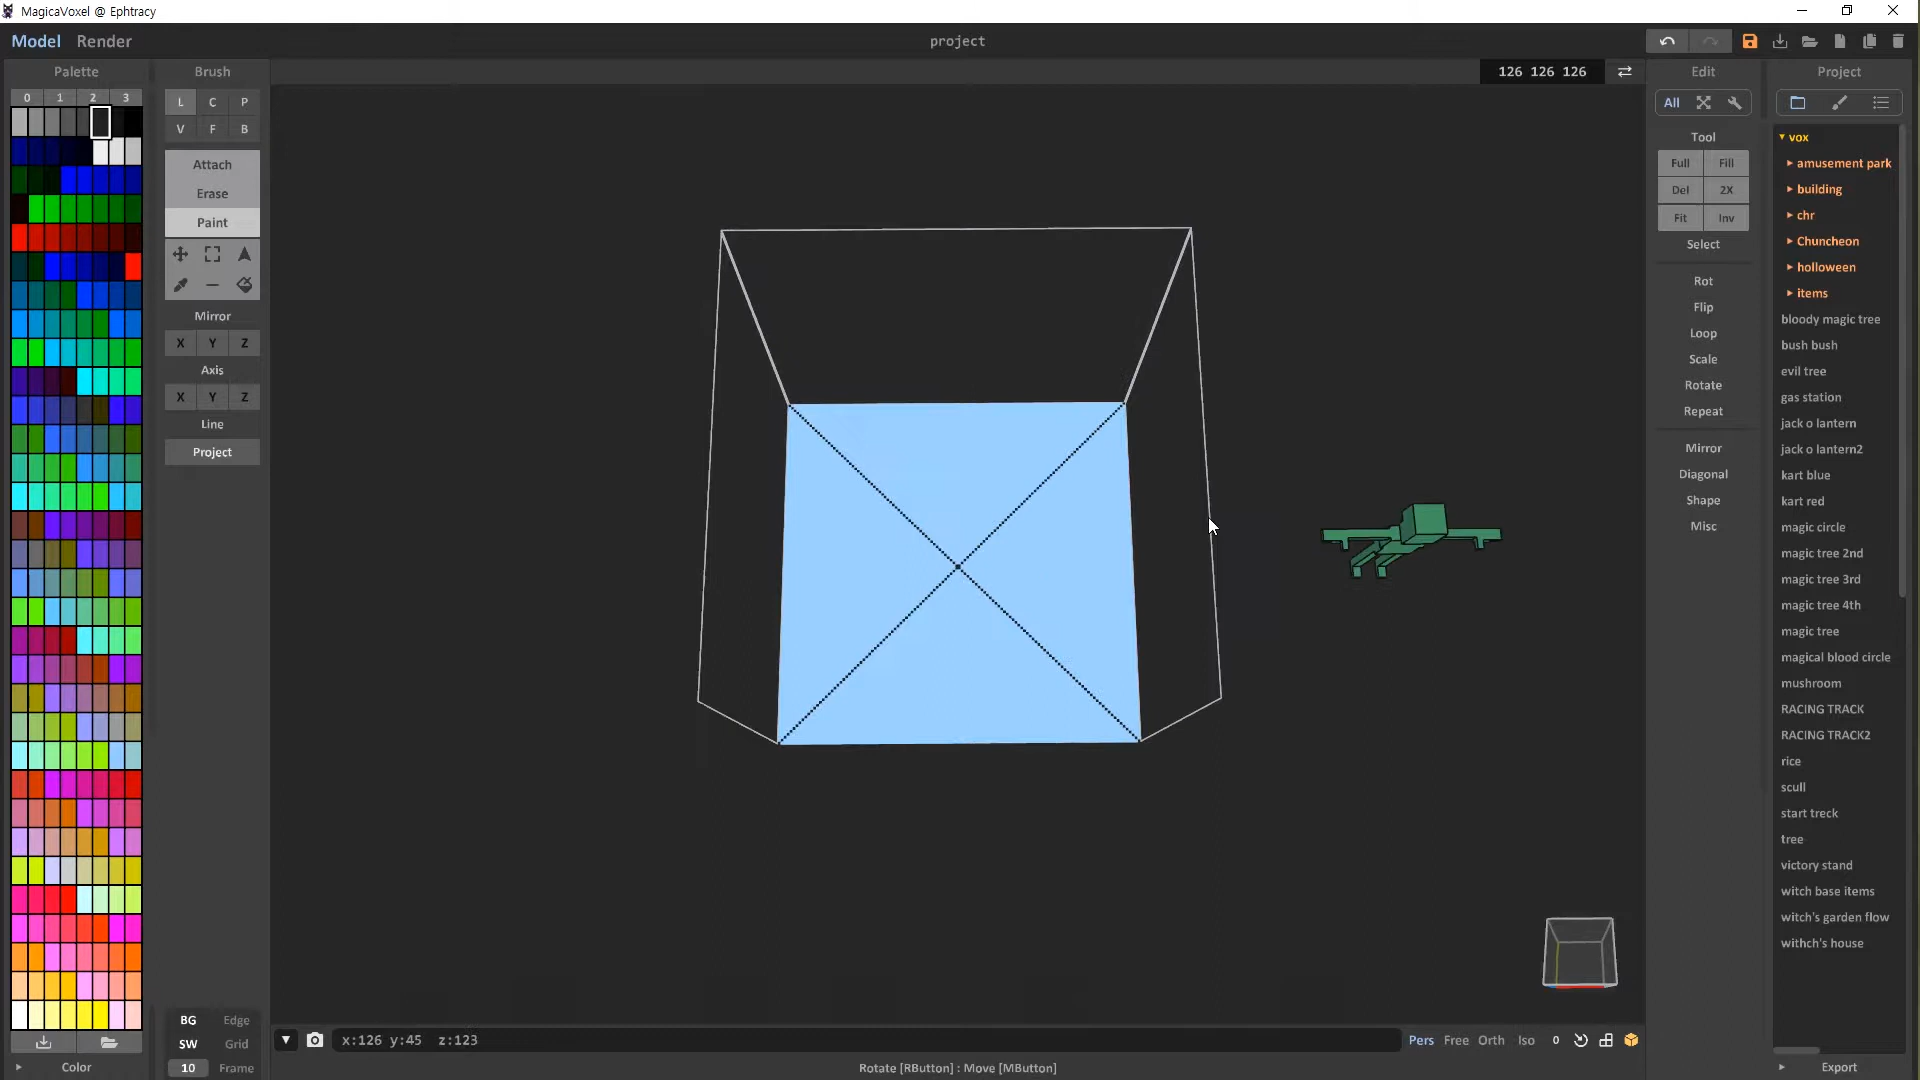 MagicaVoxel @ Ephtracy
Model Render
project
Palette
0 1 2 3
Color
Brush
L C P
V F B
Attach
Erase
Paint
Mirror
X Y Z
Axis
X Y Z
Line
Project
BG Edge
SW Grid
10 Frame
126 126 126
x:126 y:45 z:123
Pers Free Orth Iso 0
Rotate [RButton] : Move [MButton]
Edit
All
Tool
Full Fill
Del 2X
Fit Inv
Select
Rot
Flip
Loop
Scale
Rotate
Repeat
Mirror
Diagonal
Shape
Misc
Project
vox
amusement park
building
chr
Chuncheon
holloween
items
bloody magic tree
bush bush
evil tree
gas station
jack o lantern
jack o lantern2
kart blue
kart red
magic circle
magic tree 2nd
magic tree 3rd
magic tree 4th
magic tree
magical blood circle
mushroom
RACING TRACK
RACING TRACK2
rice
scull
start treck
tree
victory stand
witch base items
witch's garden flow
withch's house
Export